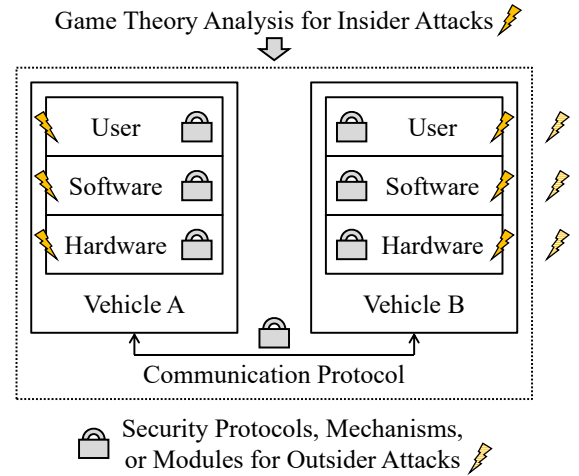 Game Theory Analysis for Insider Attacks
User
User
Software
Software
Hardware
Hardware
Vehicle A
Vehicle B
Communication Protocol
Security Protocols, Mechanisms,
or Modules for Outsider Attacks